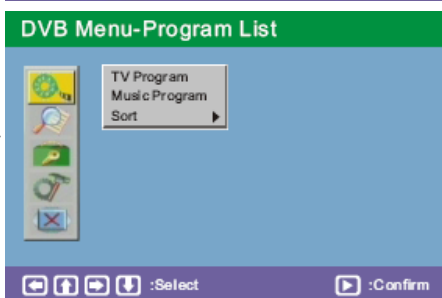 DVB Menu-Program List
TV Program
Music Program
Sort
:Select :Confirm